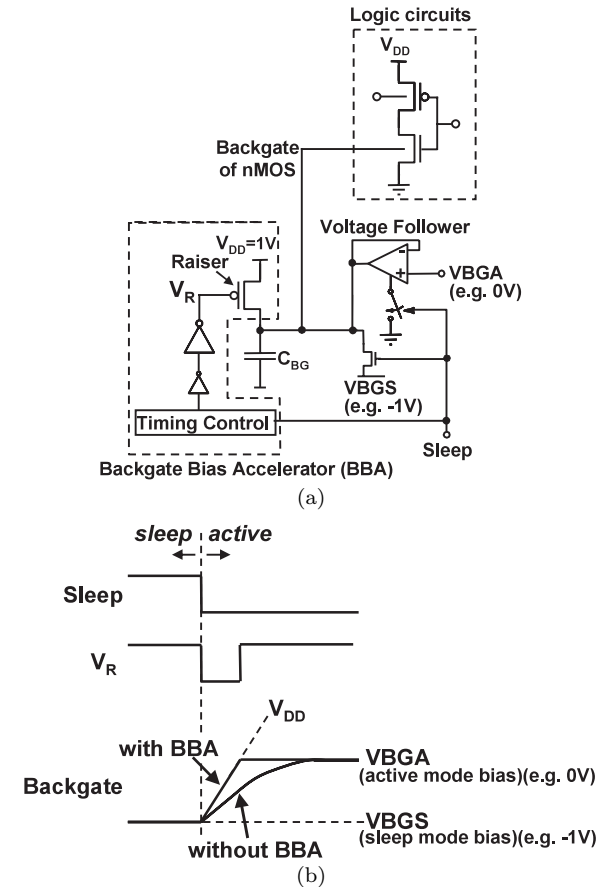 Logic circuits
V_DD
Backgate
of nMOS
Voltage Follower
V_DD=1V
Raiser
V_R
-
+
VBGA
(e.g. 0V)
C_BG
VBGS
(e.g. -1V)
Timing Control
Sleep
Backgate Bias Accelerator (BBA)
(a)
sleep active
Sleep
V_R
V_DD
with BBA
VBGA
(active mode bias)(e.g. 0V)
Backgate
VBGS
(sleep mode bias)(e.g. -1V)
without BBA
(b)